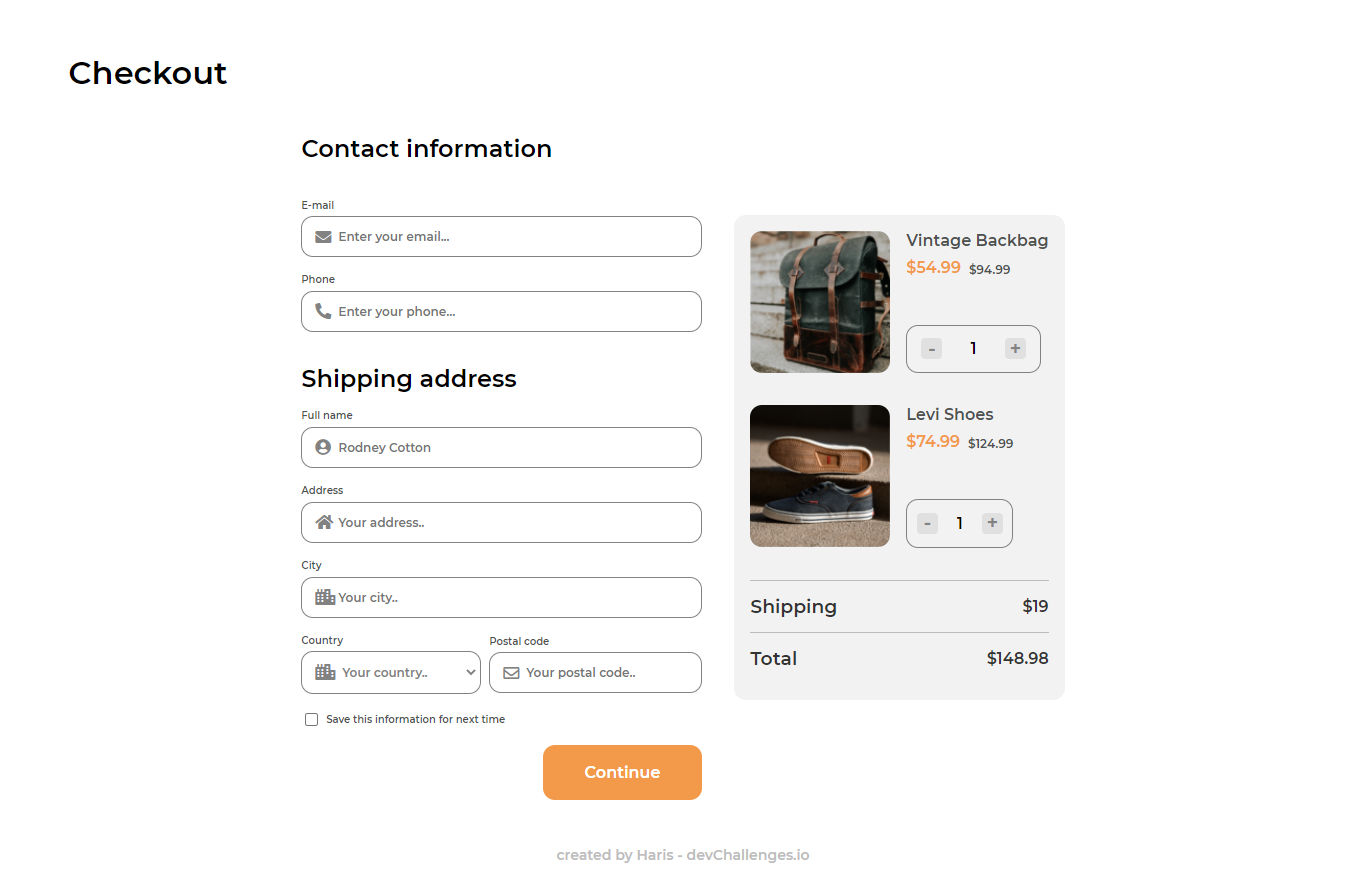 Checkout
Contact information
E-mail
Enter your email...
Phone
Enter your phone...
Shipping address
Full name
Rodney Cotton
Address
Your address..
City
Your city..
Country
Your country..
Postal code
Your postal code..
Save this information for next time
Continue
Vintage Backbag
$54.99 $94.99
- 1 +
Levi Shoes
$74.99 $124.99
- 1 +
Shipping $19
Total $148.98
created by Haris - devChallenges.io